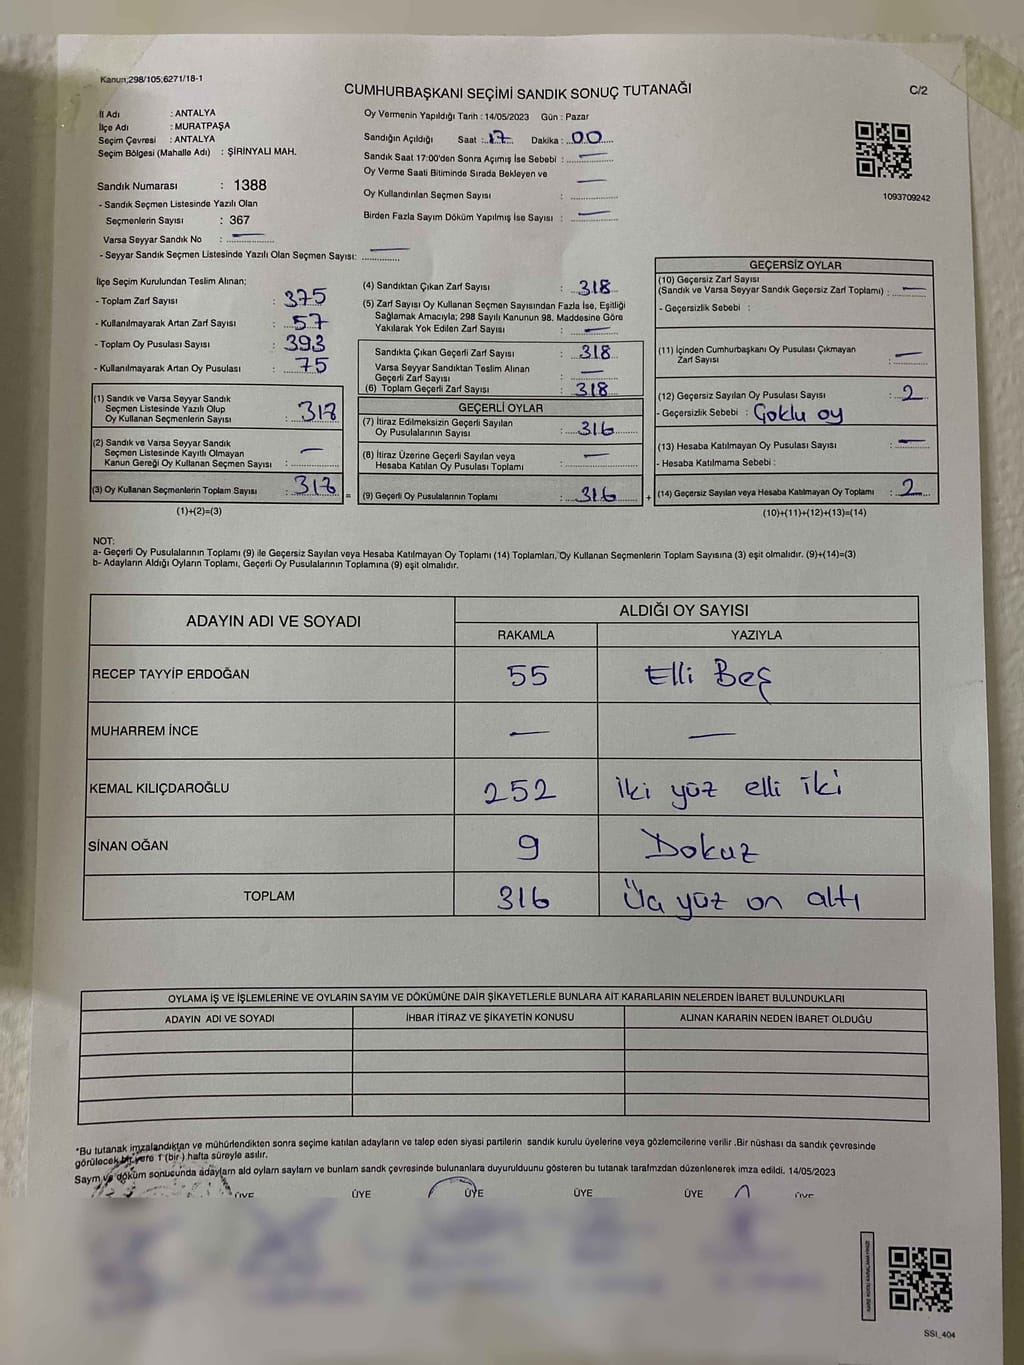 Kanun;298/105,6271/18-1
CUMHURBAŞKANI SEÇİMİ SANDIK SONUÇ TUTANAĞI
C/2
İl Adı : ANTALYA
İlçe Adı : MURATPAŞA
Seçim Çevresi : ANTALYA
Seçim Bölgesi (Mahalle Adı) : ŞİRİNYALI MAH.
Sandık Numarası : 1388
- Sandık Seçmen Listesinde Yazılı Olan
Seçmenlerin Sayısı : 367
Varsa Seyyar Sandık No : —
- Seyyar Sandık Seçmen Listesinde Yazılı Olan Seçmen Sayısı: —
Oy Vermenin Yapıldığı Tarih : 14/05/2023 Gün : Pazar
Sandığın Açıldığı Saat : 17 Dakika : 00
Sandık Saat 17:00'den Sonra Açımış İse Sebebi : —
Oy Verme Saati Bitiminde Sırada Bekleyen ve —
Oy Kullandırılan Seçmen Sayısı :
Birden Fazla Sayım Döküm Yapılmış İse Sayısı : —
1093709242
İlçe Seçim Kurulundan Teslim Alınan;
- Toplam Zarf Sayısı : 375
- Kullanılmayarak Artan Zarf Sayısı : 57
- Toplam Oy Pusulası Sayısı : 393
- Kullanılmayarak Artan Oy Pusulası : 75
(1) Sandık ve Varsa Seyyar Sandık
Seçmen Listesinde Yazılı Olup
Oy Kullanan Seçmenlerin Sayısı : 318
(2) Sandık ve Varsa Seyyar Sandık
Seçmen Listesinde Kayıtlı Olmayan
Kanun Gereği Oy Kullanan Seçmen Sayısı : —
(3) Oy Kullanan Seçmenlerin Toplam Sayısı : 318 =
(1)+(2)=(3)
(4) Sandıktan Çıkan Zarf Sayısı : 318
(5) Zarf Sayısı Oy Kullanan Seçmen Sayısından Fazla İse, Eşitliği
Sağlamak Amacıyla; 298 Sayılı Kanunun 98. Maddesine Göre
Yakılarak Yok Edilen Zarf Sayısı : —
Sandıkta Çıkan Geçerli Zarf Sayısı : 318
Varsa Seyyar Sandıktan Teslim Alınan
Geçerli Zarf Sayısı : —
(6) Toplam Geçerli Zarf Sayısı : 318
GEÇERLİ OYLAR
(7) İtiraz Edilmeksizin Geçerli Sayılan
Oy Pusulalarının Sayısı : 316
(8) İtiraz Üzerine Geçerli Sayılan veya
Hesaba Katılan Oy Pusulası Toplamı : —
(9) Geçerli Oy Pusulalarının Toplamı : 316 +
GEÇERSİZ OYLAR
(10) Geçersiz Zarf Sayısı
(Sandık ve Varsa Seyyar Sandık Geçersiz Zarf Toplamı) : —
- Geçersizlik Sebebi :
(11) İçinden Cumhurbaşkanı Oy Pusulası Çıkmayan
Zarf Sayısı : —
(12) Geçersiz Sayılan Oy Pusulası Sayısı : 2
- Geçersizlik Sebebi : Çoklu oy
(13) Hesaba Katılmayan Oy Pusulası Sayısı : —
- Hesaba Katılmama Sebebi :
(14) Geçersiz Sayılan veya Hesaba Katılmayan Oy Toplamı : 2
(10)+(11)+(12)+(13)=(14)
NOT:
a- Geçerli Oy Pusulalarının Toplamı (9) ile Geçersiz Sayılan veya Hesaba Katılmayan Oy Toplamı (14) Toplamları, Oy Kullanan Seçmenlerin Toplam Sayısına (3) eşit olmalıdır. (9)+(14)=(3)
b- Adayların Aldığı Oyların Toplamı, Geçerli Oy Pusulalarının Toplamına (9) eşit olmalıdır.
ADAYIN ADI VE SOYADI ALDIĞI OY SAYISI
RAKAMLA YAZIYLA
RECEP TAYYİP ERDOĞAN 55 Elli Beş
MUHARREM İNCE — —
KEMAL KILIÇDAROĞLU 252 İki yüz elli iki
SİNAN OĞAN 9 Dokuz
TOPLAM 316 Üç yüz on altı
OYLAMA İŞ VE İŞLEMLERİNE VE OYLARIN SAYIM VE DÖKÜMÜNE DAİR ŞİKAYETLERLE BUNLARA AİT KARARLARIN NELERDEN İBARET BULUNDUKLARI
ADAYIN ADI VE SOYADI İHBAR İTİRAZ VE ŞİKAYETİN KONUSU ALINAN KARARIN NEDEN İBARET OLDUĞU
*Bu tutanak imzalandıktan ve mühürlendikten sonra seçime katılan adayların ve talep eden siyasi partilerin sandık kurulu üyelerine veya gözlemcilerine verilir .Bir nüshası da sandık çevresinde
görülecek bir yere 1 (bir ) hafta süreyle asılır.
Sayım ve döküm sonucunda adayların aldı oyların sayların ve bunlarn sandk çevresinde bulunanlara duyurulduunu gösteren bu tutanak tarafmzdan düzenlenerek imza edildi. 14/05/2023
ÜYE ÜYE ÜYE ÜYE ÜYE ÜYE
SSI_404